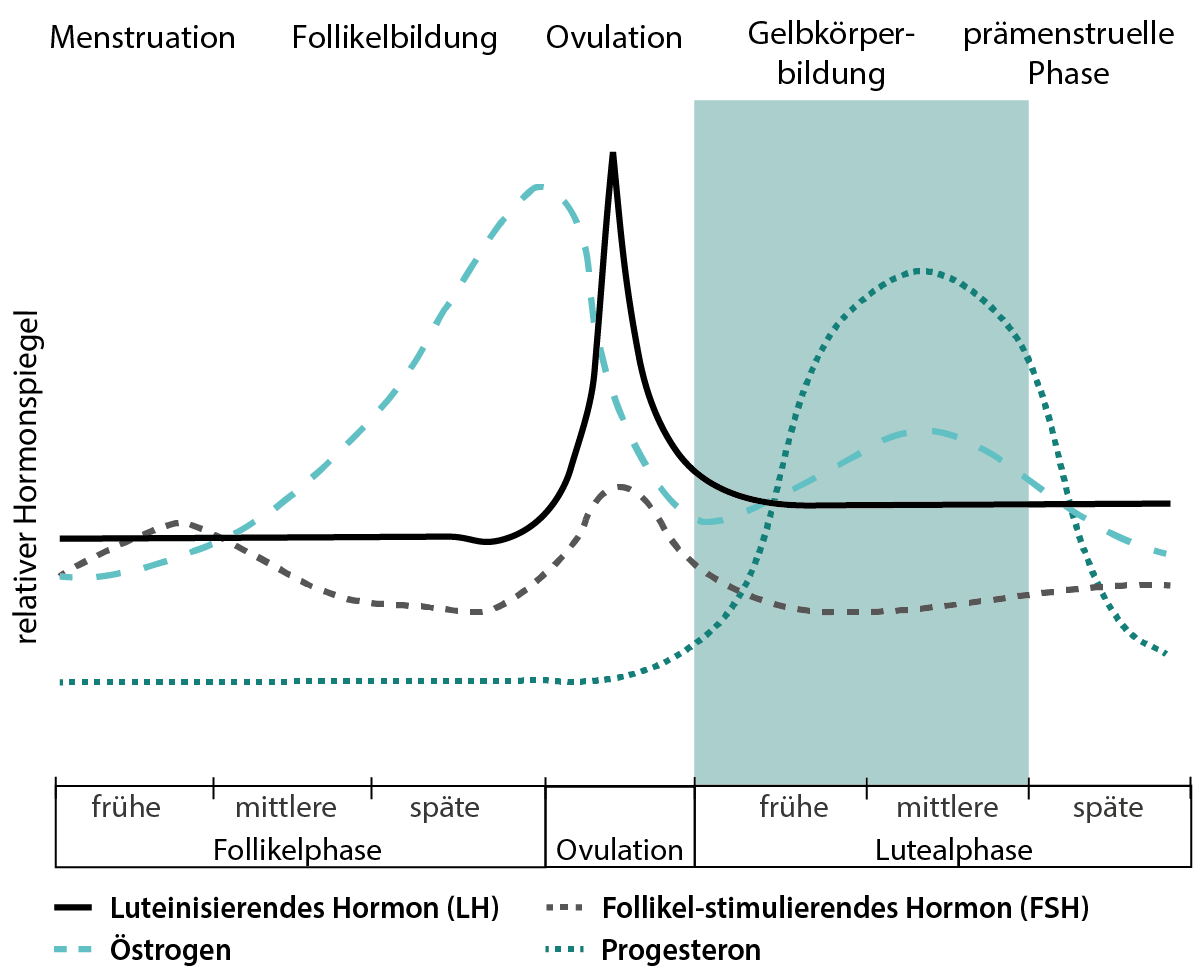 Menstruation
Follikelbildung
Ovulation
Gelbkörper-
bildung
prämenstruelle
Phase
relativer Hormonspiegel
frühe
mittlere
späte
frühe
mittlere
späte
Follikelphase
Ovulation
Lutealphase
Luteinisierendes Hormon (LH)
Follikel-stimulierendes Hormon (FSH)
Östrogen
Progesteron